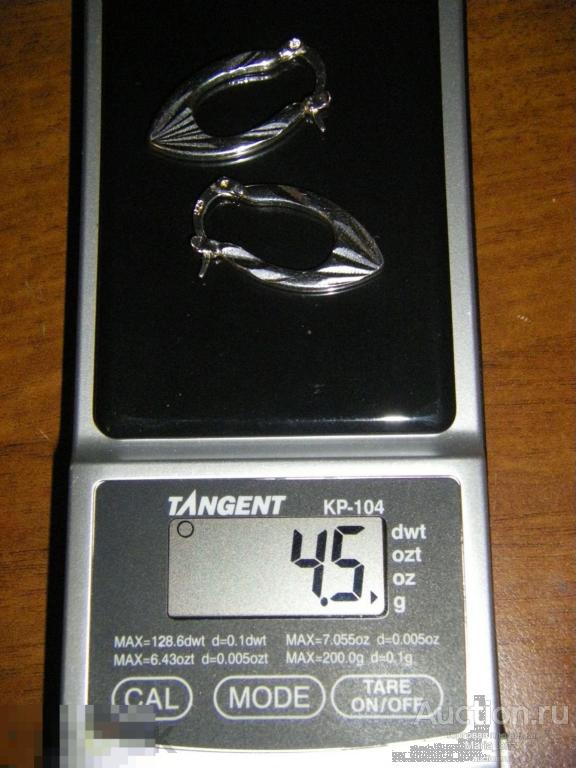 TANGENT KP-104
4.5
dwt
ozt
oz
g
MAX=128.6dwt d=0.1dwt MAX=7.055oz d=0.005oz
MAX=6.43ozt d=0.005ozt MAX=200.0g d=0.1g
CAL MODE TARE ON/OFF
Auction.ru